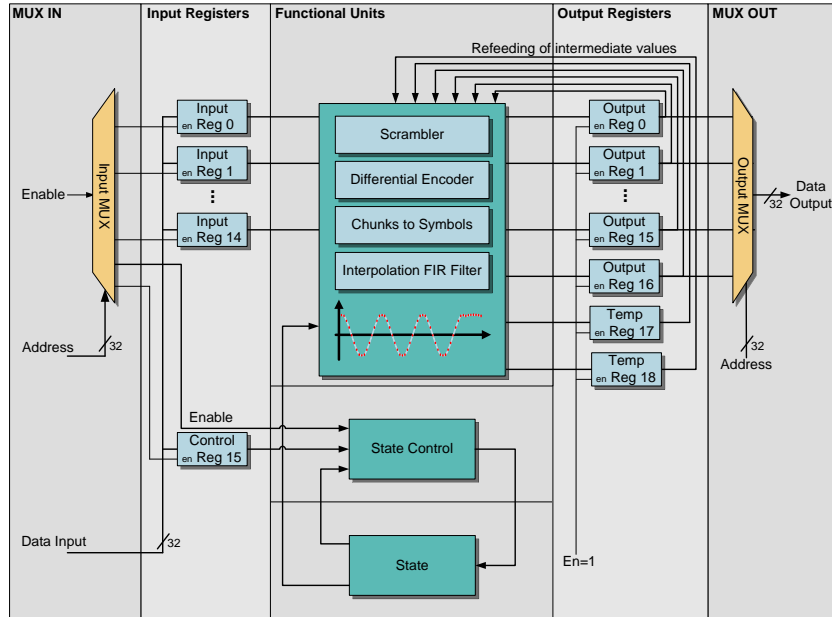 MUX IN
Input Registers
Functional Units
Output Registers
MUX OUT
Refeeding of intermediate values
Enable
Address
32
Data Input
32
Input MUX
Input
en Reg 0
Input
en Reg 1
...
Input
en Reg 14
Enable
Control
en Reg 15
Scrambler
Differential Encoder
Chunks to Symbols
Interpolation FIR Filter
State Control
State
Output
en Reg 0
Output
en Reg 1
...
Output
en Reg 15
Output
en Reg 16
Temp
en Reg 17
Temp
en Reg 18
En=1
Output MUX
32
Data
Output
32
Address